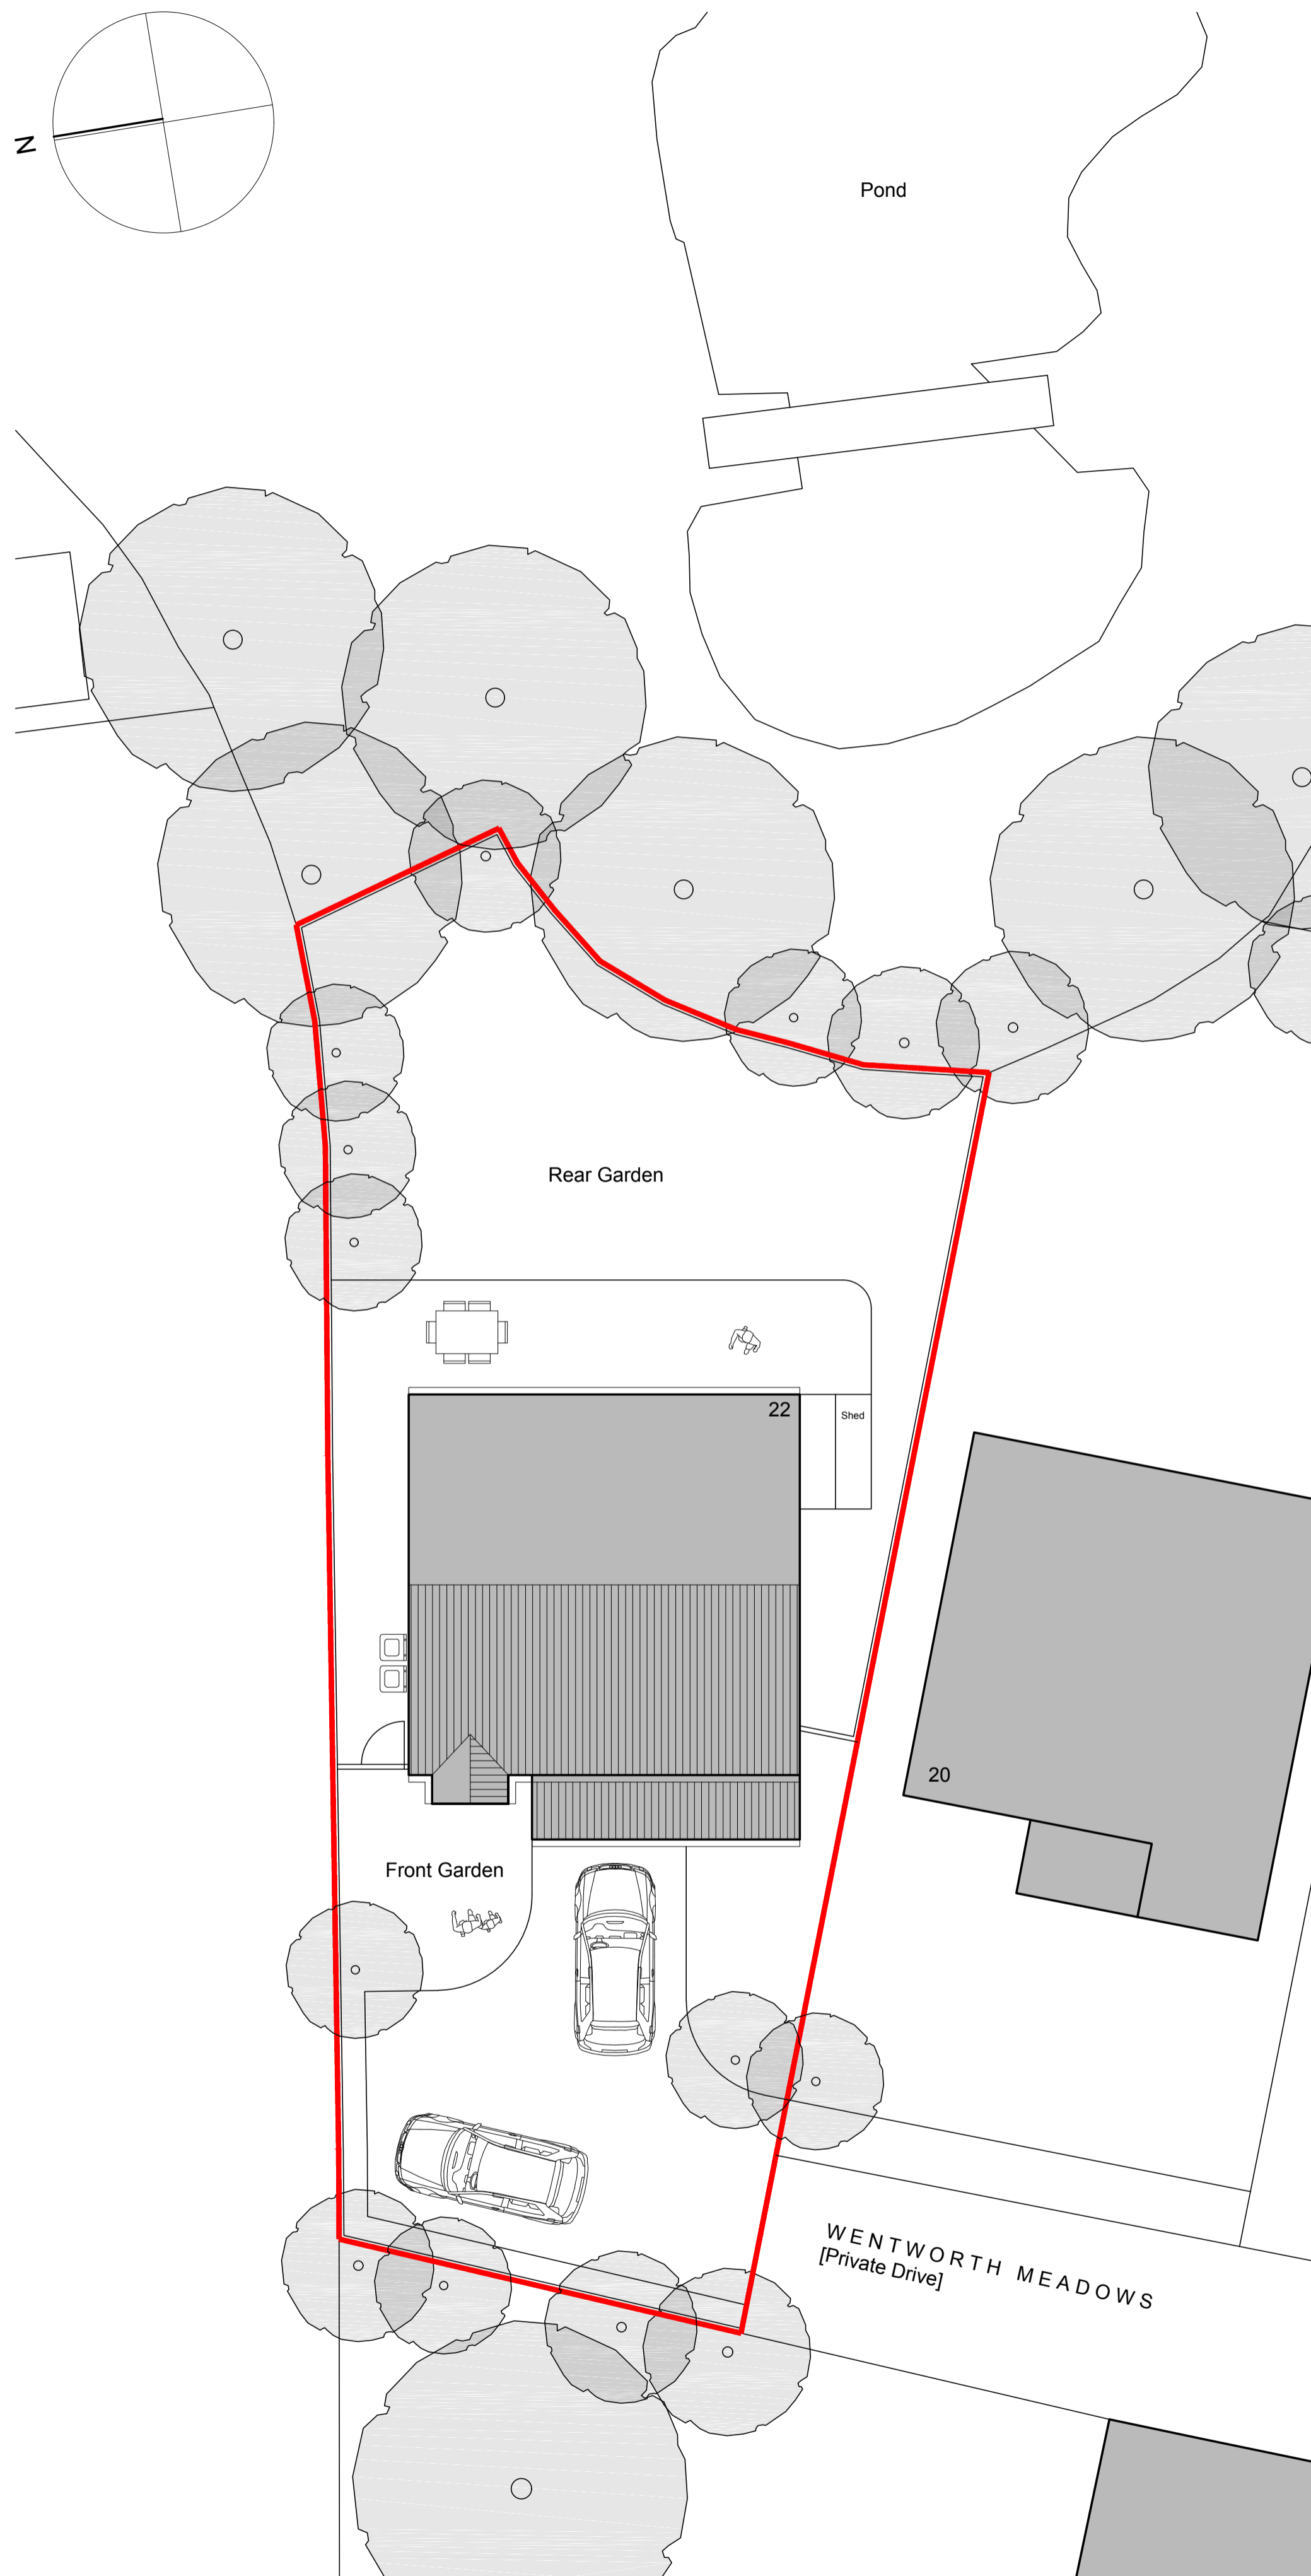 N
Pond
Rear Garden
22
Shed
20
Front Garden
WENTWORTH MEADOWS
[Private Drive]